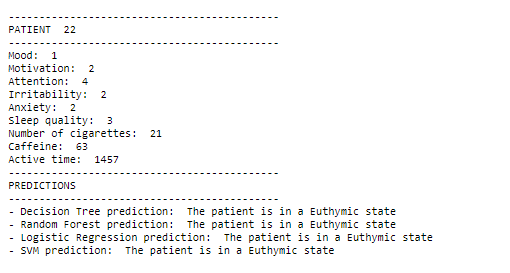 -----------------------------------------
PATIENT  22
-----------------------------------------
Mood:  1
Motivation:  2
Attention:  4
Irritability:  2
Anxiety:  2
Sleep quality:  3
Number of cigarettes:  21
Caffeine:  63
Active time:  1457
-----------------------------------------
PREDICTIONS
-----------------------------------------
- Decision Tree prediction:  The patient is in a Euthymic state
- Random Forest prediction:  The patient is in a Euthymic state
- Logistic Regression prediction:  The patient is in a Euthymic state
- SVM prediction:  The patient is in a Euthymic state